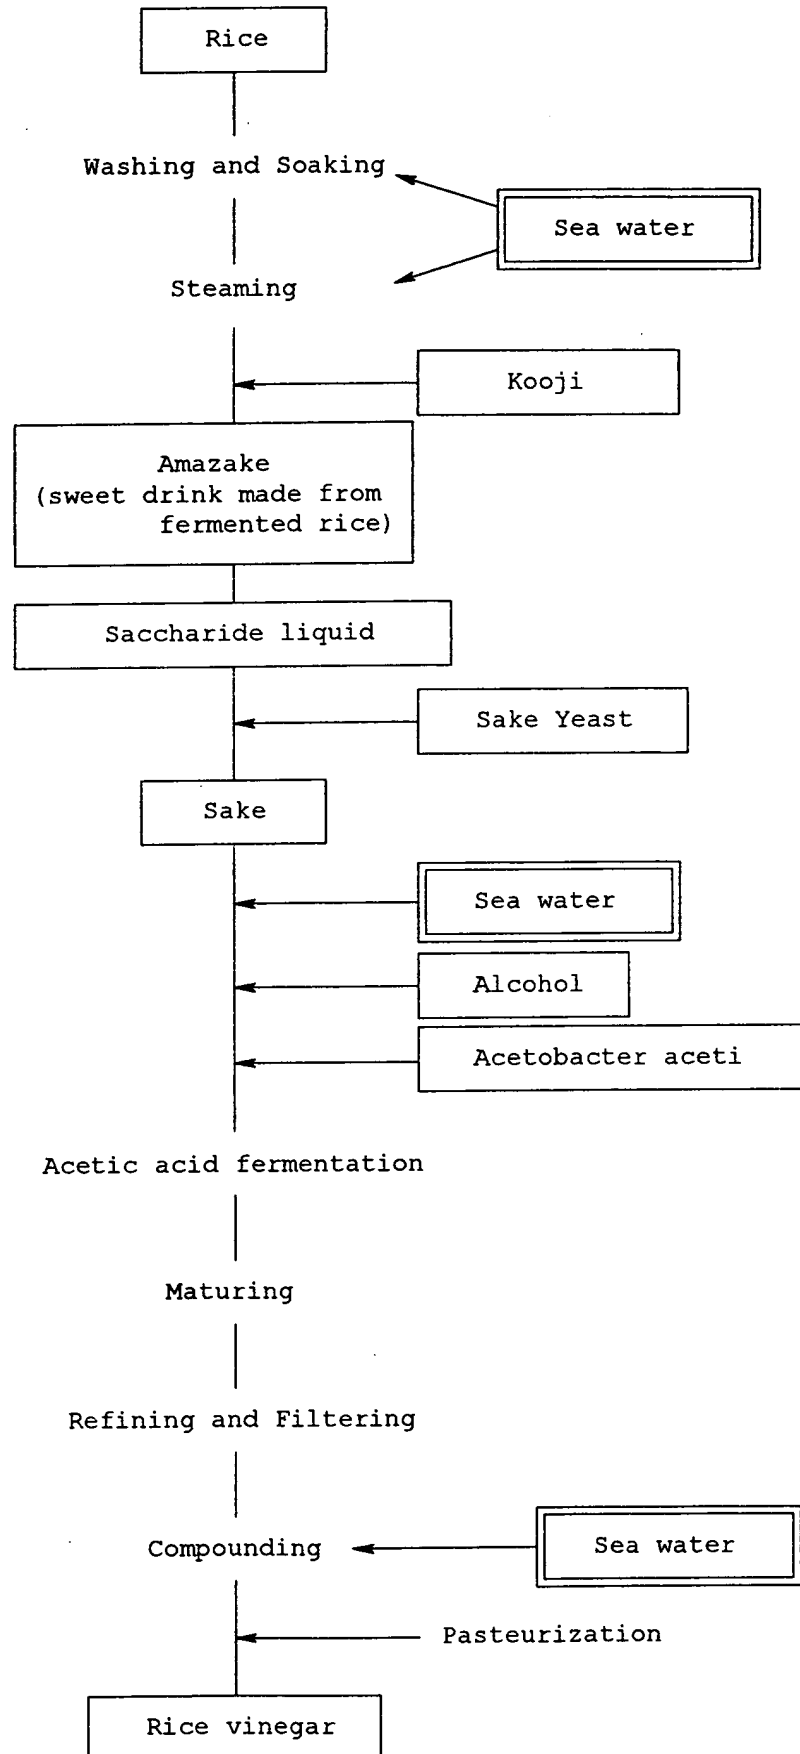 Rice
Washing and Soaking
Sea water
Steaming
Kooji
Amazake
(sweet drink made from
fermented rice)
Saccharide liquid
Sake Yeast
Sake
Sea water
Alcohol
Acetobacter aceti
Acetic acid fermentation
Maturing
Refining and Filtering
Compounding
Sea water
Pasteurization
Rice vinegar